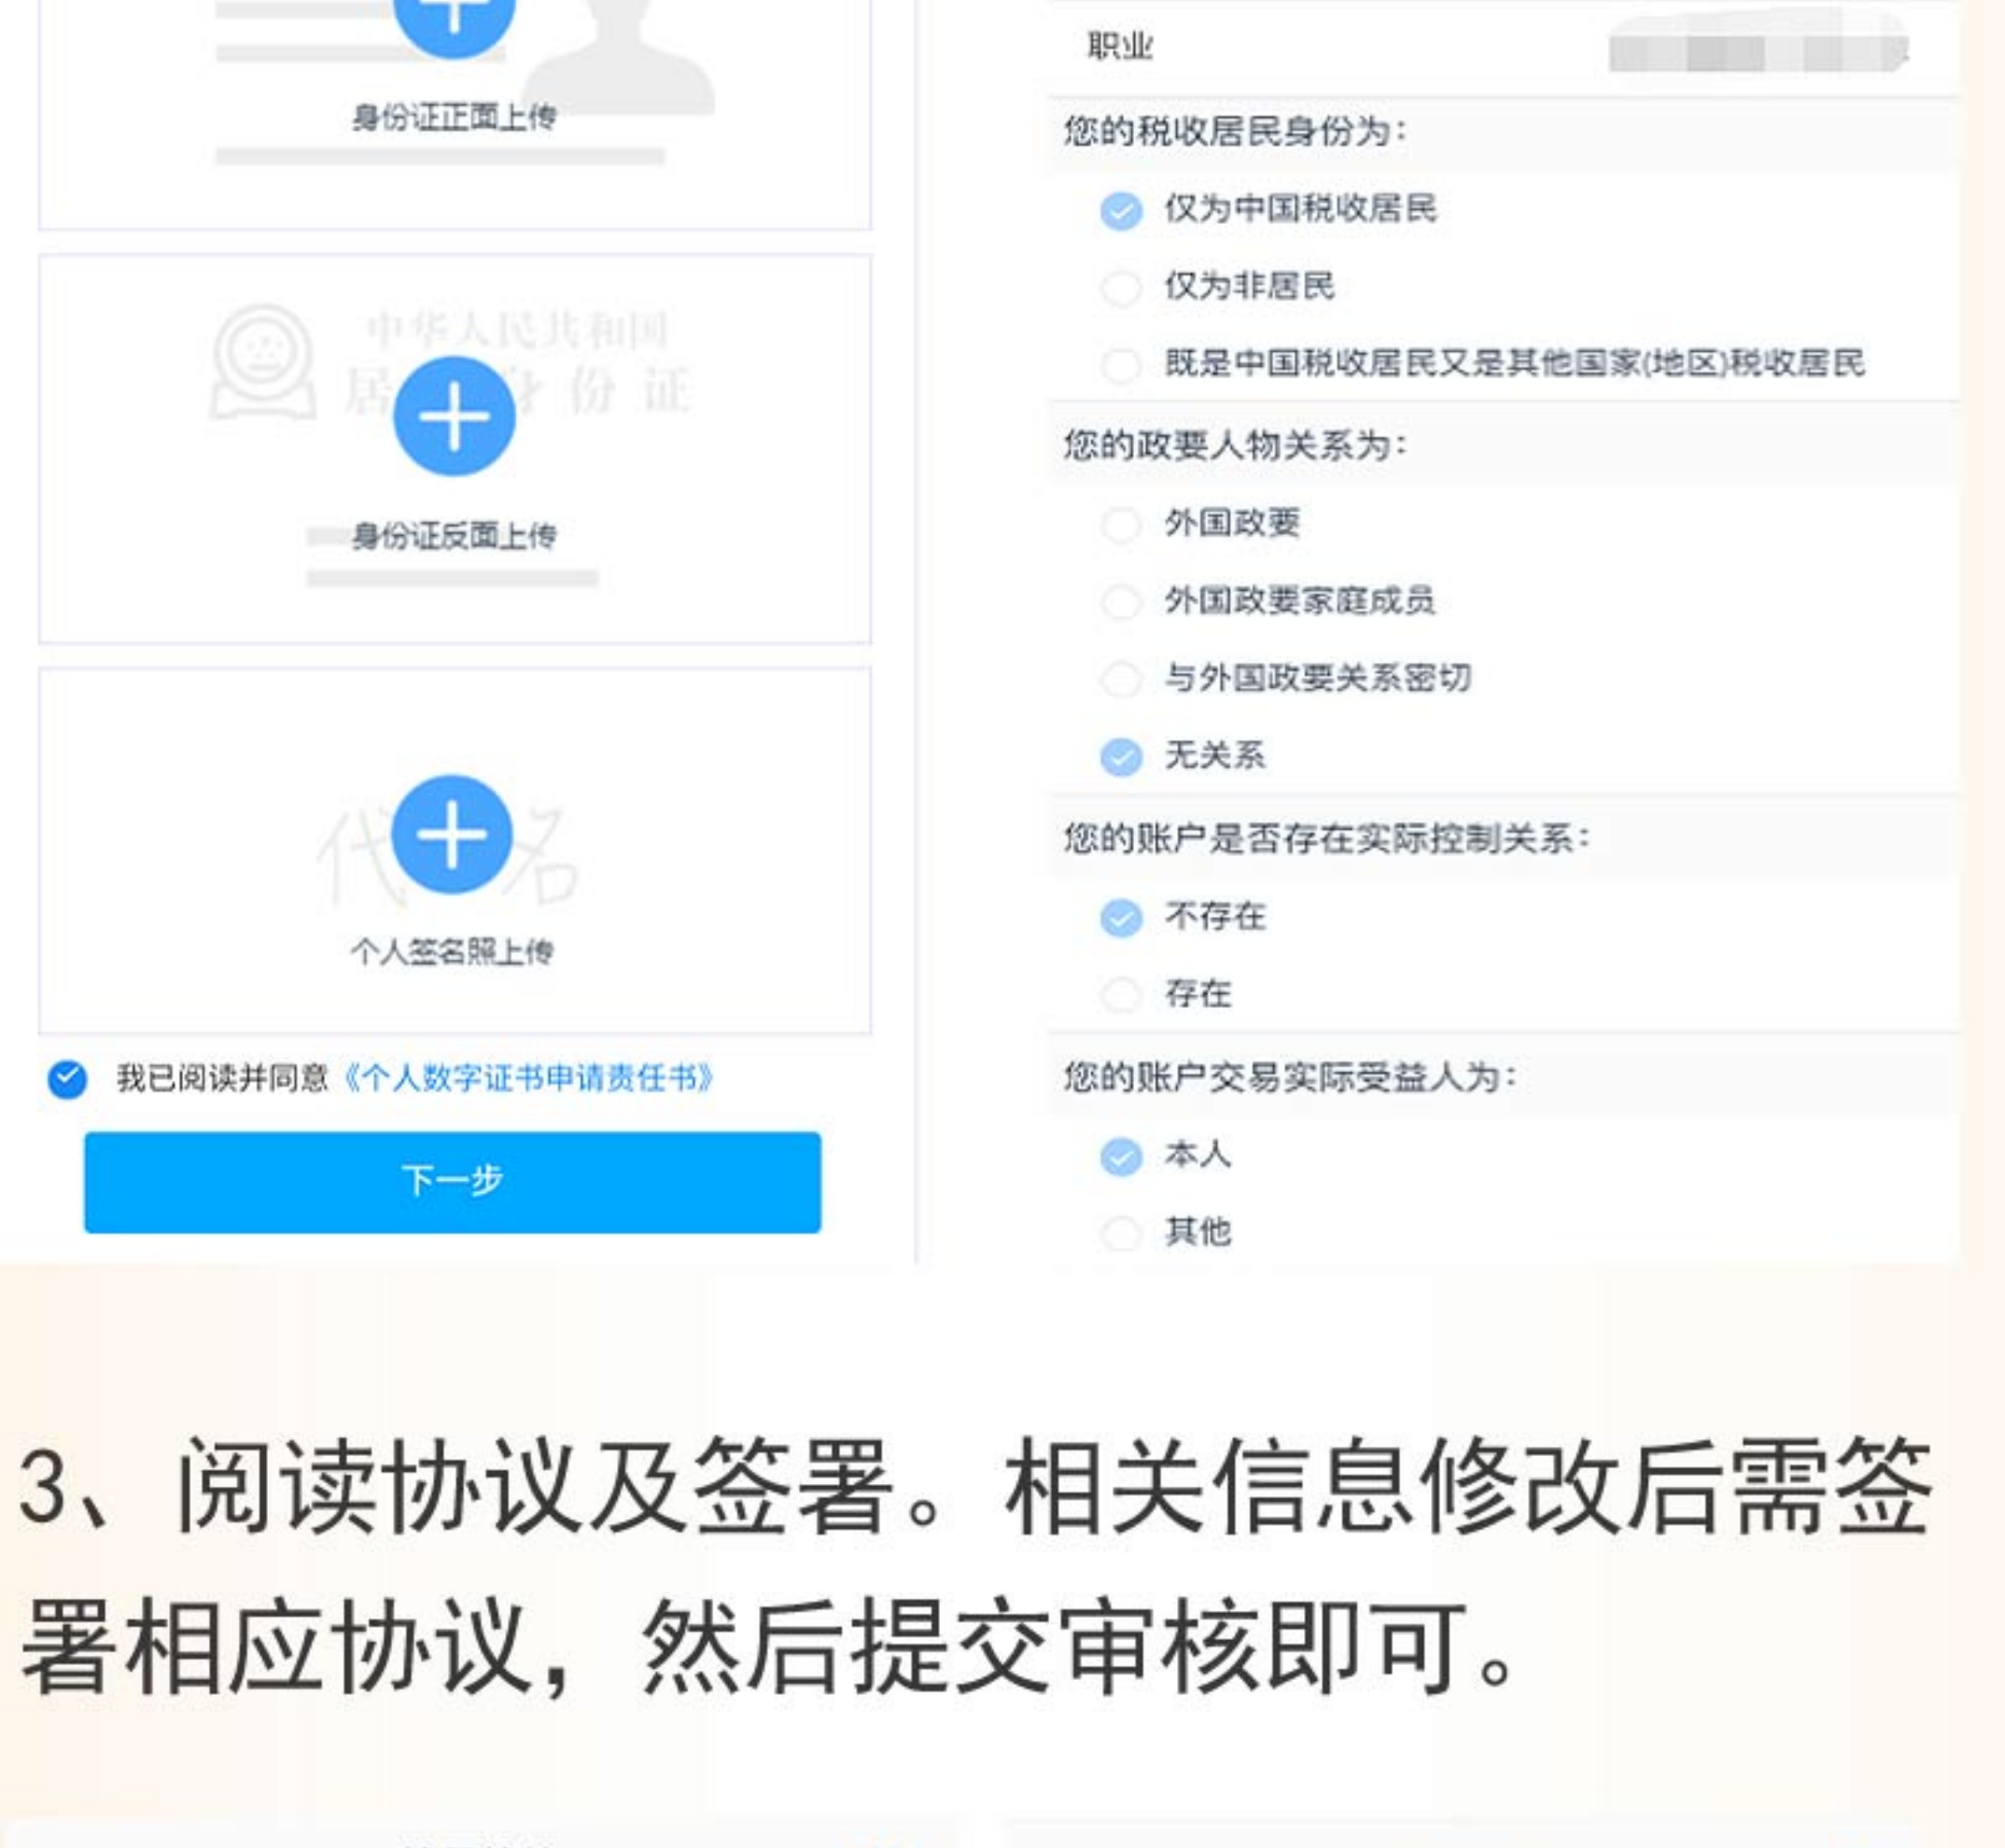 身份证正面上传
中华人民共和国
居 身 份 证
身份证反面上传
代 名
个人签名照上传
我已阅读并同意《个人数字证书申请责任书》
下一步
职业
您的税收居民身份为:
仅为中国税收居民
仅为非居民
既是中国税收居民又是其他国家(地区)税收居民
您的政要人物关系为:
外国政要
外国政要家庭成员
与外国政要关系密切
无关系
您的账户是否存在实际控制关系:
不存在
存在
您的账户交易实际受益人为:
本人
其他
3、阅读协议及签署。相关信息修改后需签
署相应协议，然后提交审核即可。